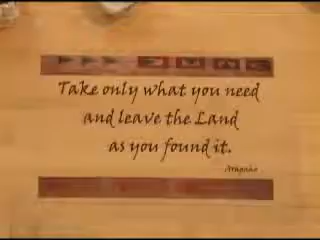 Take only what you need
and leave the Land
as you found it.
Arapaho